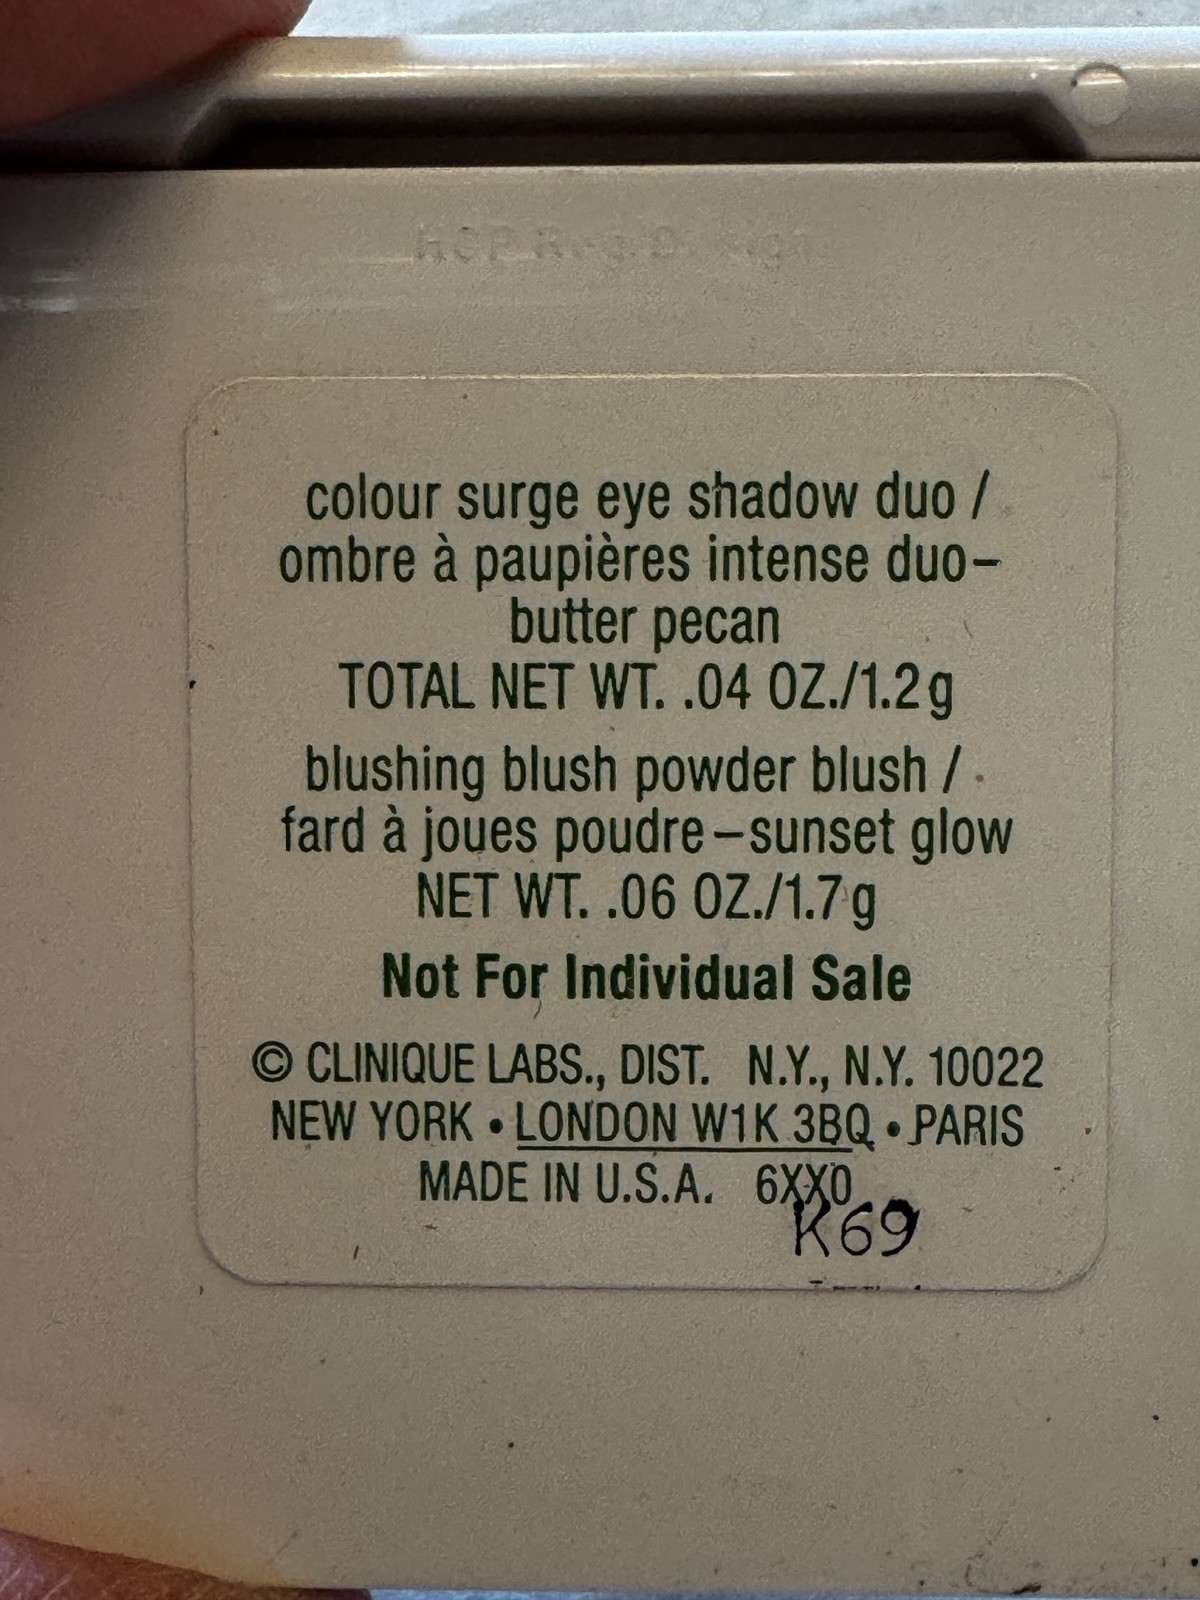 colour surge eye shadow duo /
ombre à paupières intense duo–
butter pecan
TOTAL NET WT. .04 OZ./1.2g
blushing blush powder blush /
fard à joues poudre–sunset glow
NET WT. .06 OZ./1.7g
Not For Individual Sale
© CLINIQUE LABS., DIST. N.Y., N.Y. 10022
NEW YORK • LONDON W1K 3BQ • PARIS
MADE IN U.S.A. 6XX0
K69